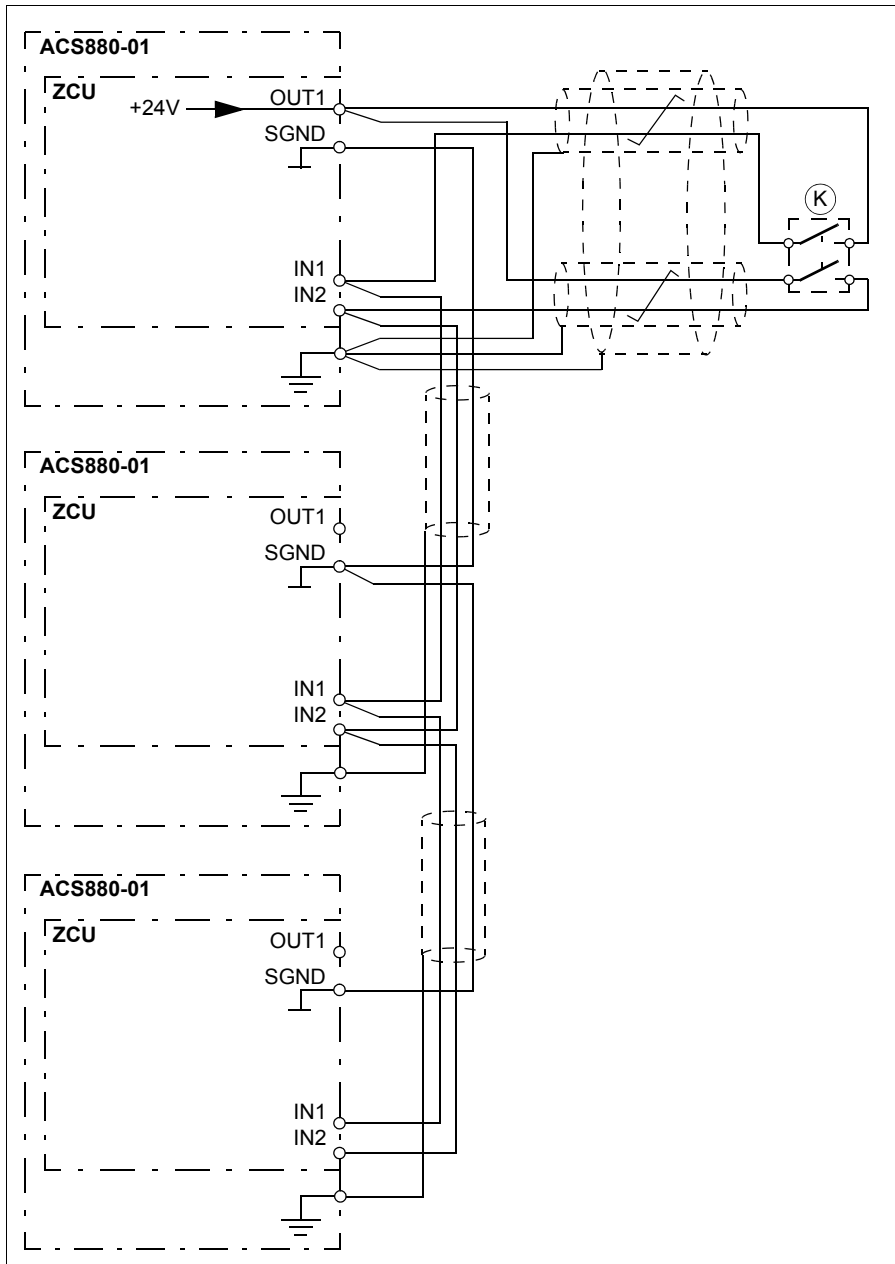 ACS880-01
ZCU
OUT1
+24V
SGND
K
IN1
IN2
ACS880-01
ZCU
OUT1
SGND
IN1
IN2
ACS880-01
ZCU
OUT1
SGND
IN1
IN2